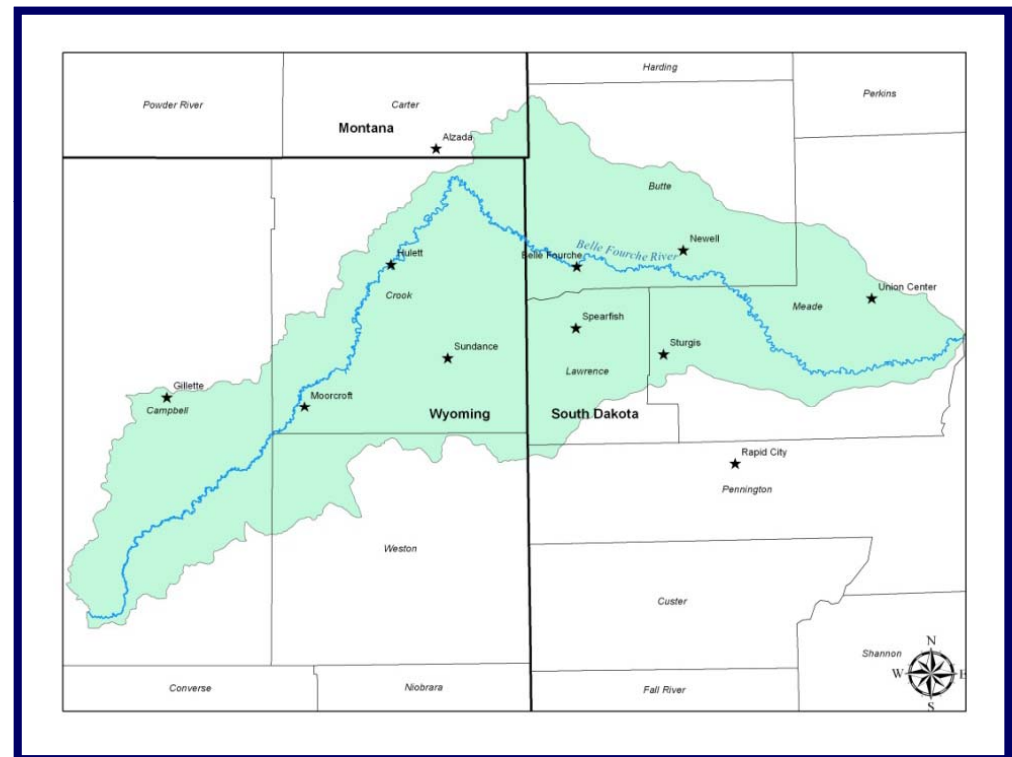 Harding
Powder River
Carter
Perkins
Montana
Alzada
Butte
Newell
Belle Fourche River
Hulett
Belle Fourche
Crook
Union Center
Meade
Spearfish
Sundance
Sturgis
Lawrence
Gillette
Campbell
Moorcroft
Wyoming
South Dakota
Rapid City
Pennington
Weston
Custer
N
Shannon
W
E
S
Converse
Niobrara
Fall River